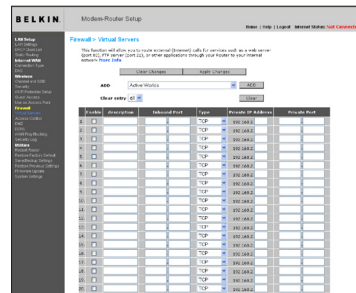 BELKIN
Modem-Router Setup
Home | Help | Logout Internet Status: Not Connected
LAN Setup
LAN Settings
DHCP Client List
Static Routing
Internet WAN
Connection Type
DNS
Wireless
Channel and SSID
Security
Wi-Fi Protected Setup
Guest Access
Use as Access Point
Firewall
Virtual Servers
Access Control
DMZ
DDNS
WAN Ping Blocking
Security Log
Utilities
Restart Router
Restore Factory Default
Save/Backup Settings
Restore Previous Settings
Firmware Update
System Settings
Firewall > Virtual Servers
This function will allow you to route external (Internet) calls for services such as a web server
(port 80), FTP server (port 21), or other applications through your Router to your internal
network More Info
Clear Changes Apply Changes
ADD Active Worlds ADD
Clear entry Clear
Enable Description Inbound Port Type Private IP Address Private Port
1. TCP 192.168.2.
2. TCP 192.168.2.
3. TCP 192.168.2.
4. TCP 192.168.2.
5. TCP 192.168.2.
6. TCP 192.168.2.
7. TCP 192.168.2.
8. TCP 192.168.2.
9. TCP 192.168.2.
10. TCP 192.168.2.
11. TCP 192.168.2.
12. TCP 192.168.2.
13. TCP 192.168.2.
14. TCP 192.168.2.
15. TCP 192.168.2.
16. TCP 192.168.2.
17. TCP 192.168.2.
18. TCP 192.168.2.
19. TCP 192.168.2.
20. TCP 192.168.2.